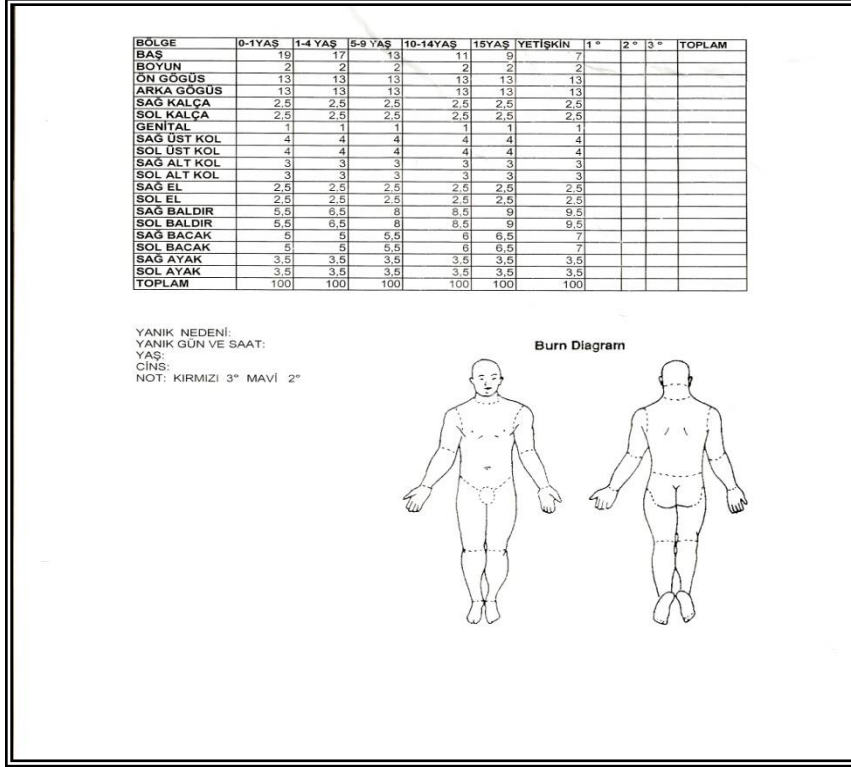 BÖLGE 0-1YAŞ 1-4 YAŞ 5-9 YAŞ 10-14YAŞ 15YAŞ YETİŞKİN 1 ° 2 ° 3 ° TOPLAM
BAŞ 19 17 13 11 9 7
BOYUN 2 2 2 2 2 2
ÖN GÖGÜS 13 13 13 13 13 13
ARKA GÖGÜS 13 13 13 13 13 13
SAĞ KALÇA 2,5 2,5 2,5 2,5 2,5 2,5
SOL KALÇA 2,5 2,5 2,5 2,5 2,5 2,5
GENİTAL 1 1 1 1 1 1
SAĞ ÜST KOL 4 4 4 4 4 4
SOL ÜST KOL 4 4 4 4 4 4
SAĞ ALT KOL 3 3 3 3 3 3
SOL ALT KOL 3 3 3 3 3 3
SAĞ EL 2,5 2,5 2,5 2,5 2,5 2,5
SOL EL 2,5 2,5 2,5 2,5 2,5 2,5
SAĞ BALDIR 5,5 6,5 8 8,5 9 9,5
SOL BALDIR 5,5 6,5 8 8,5 9 9,5
SAĞ BACAK 5 5 5,5 6 6,5 7
SOL BACAK 5 5 5,5 6 6,5 7
SAĞ AYAK 3,5 3,5 3,5 3,5 3,5 3,5
SOL AYAK 3,5 3,5 3,5 3,5 3,5 3,5
TOPLAM 100 100 100 100 100 100
YANIK NEDENİ:
YANIK GÜN VE SAAT:
YAŞ:
CİNS:
NOT: KIRMIZI 3° MAVİ 2°
Burn Diagram